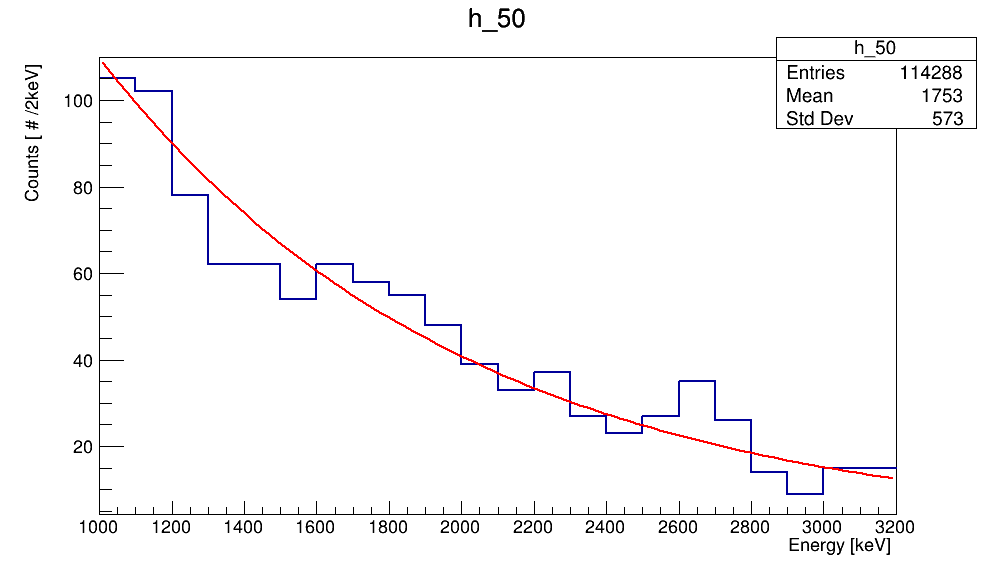 h_50
h_50
Entries 114288
Mean 1753
Std Dev 573
Counts [ # /2keV]
100
80
60
40
20
1000 1200 1400 1600 1800 2000 2200 2400 2600 2800 3000 3200
Energy [keV]